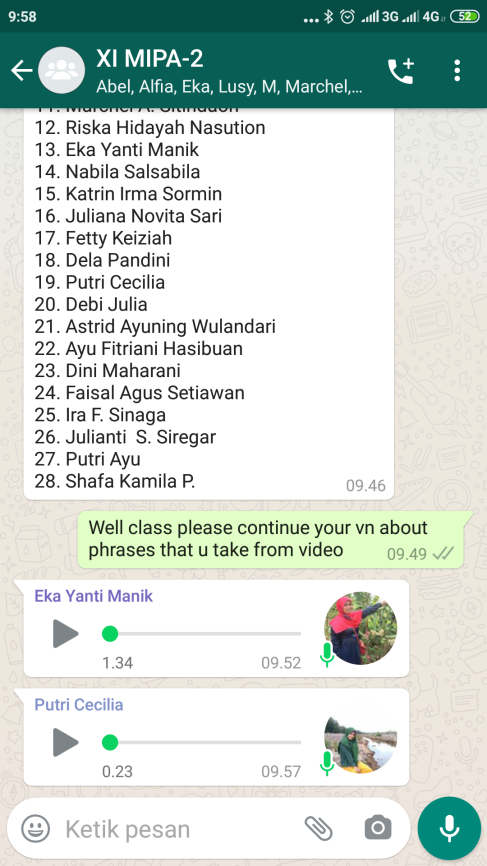 9:58
3G 4G 52
XI MIPA-2
Abel, Alfia, Eka, Lusy, M, Marchel,...
12. Riska Hidayah Nasution
13. Eka Yanti Manik
14. Nabila Salsabila
15. Katrin Irma Sormin
16. Juliana Novita Sari
17. Fetty Keiziah
18. Dela Pandini
19. Putri Cecilia
20. Debi Julia
21. Astrid Ayuning Wulandari
22. Ayu Fitriani Hasibuan
23. Dini Maharani
24. Faisal Agus Setiawan
25. Ira F. Sinaga
26. Julianti  S. Siregar
27. Putri Ayu
28. Shafa Kamila P.
09.46
Well class please continue your vn about
phrases that u take from video
09.49
Eka Yanti Manik
1.34
09.52
Putri Cecilia
0.23
09.57
Ketik pesan